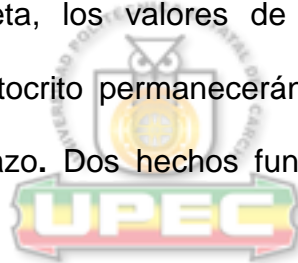 eta, los valores de
tocrito permanecerán
azo. Dos hechos fun
UPEC